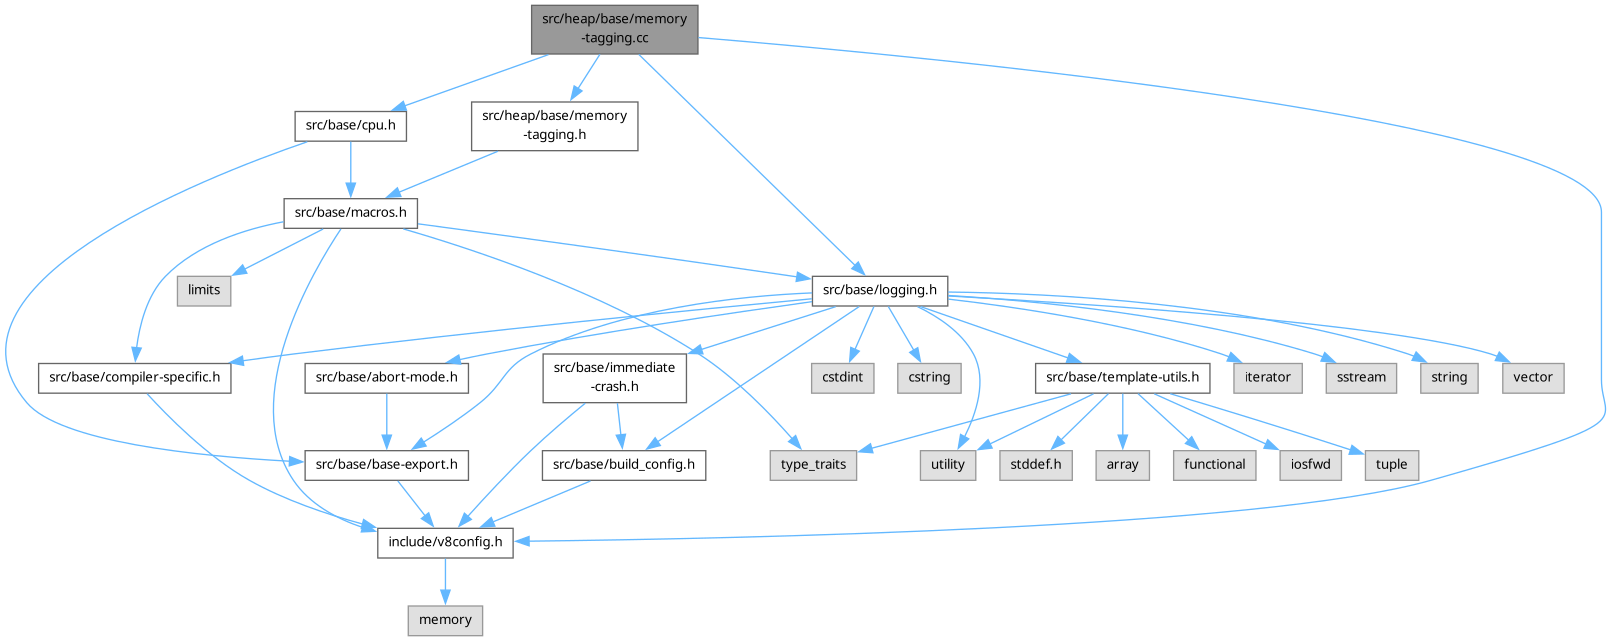 src/heap/base/memory
-tagging.cc
src/base/cpu.h
src/heap/base/memory
-tagging.h
src/base/macros.h
limits
src/base/logging.h
src/base/compiler-specific.h
src/base/abort-mode.h
src/base/immediate
-crash.h
cstdint
cstring
src/base/template-utils.h
iterator
sstream
string
vector
src/base/base-export.h
src/base/build_config.h
type_traits
utility
stddef.h
array
functional
iosfwd
tuple
include/v8config.h
memory